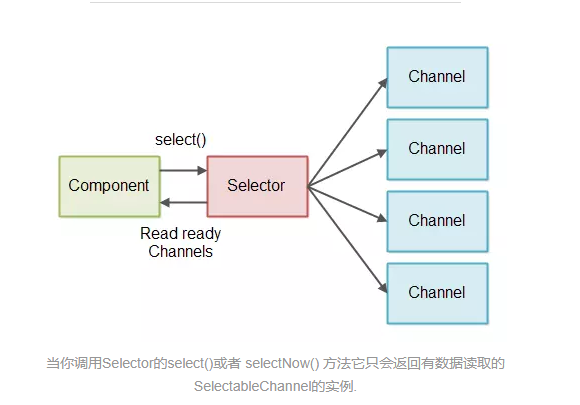 Channel
select()
Channel
Component
Selector
Channel
Read ready
Channels
Channel
当你调用Selector的select()或者 selectNow() 方法它只会返回有数据读取的
SelectableChannel的实例.